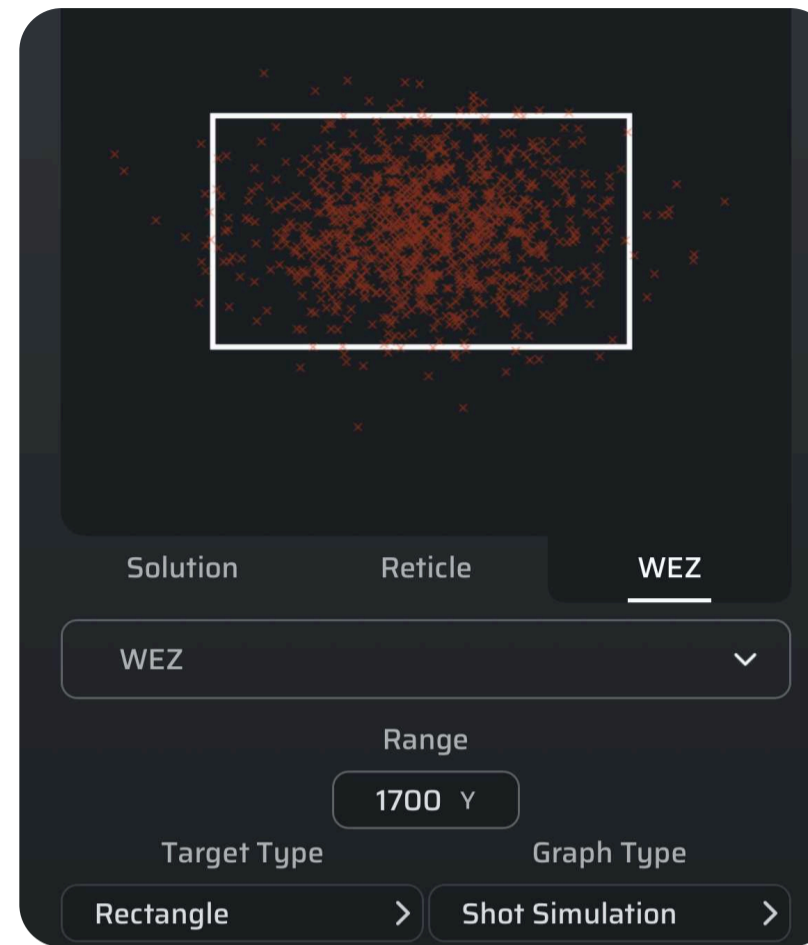 Solution Reticle WEZ
WEZ
Range
1700 Y
Target Type Graph Type
Rectangle Shot Simulation